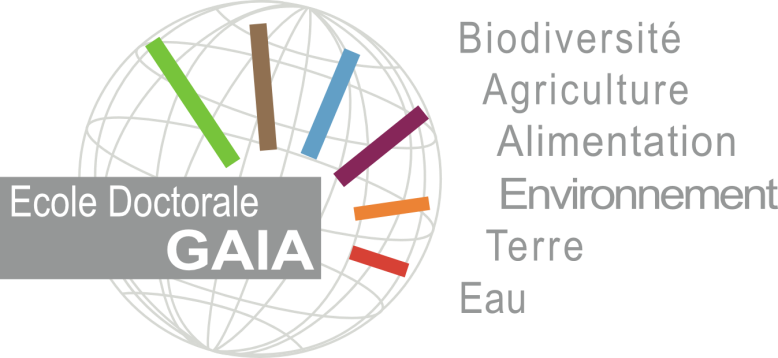 Ecole Doctorale
GAIA
Biodiversité
Agriculture
Alimentation
Environnement
Terre
Eau